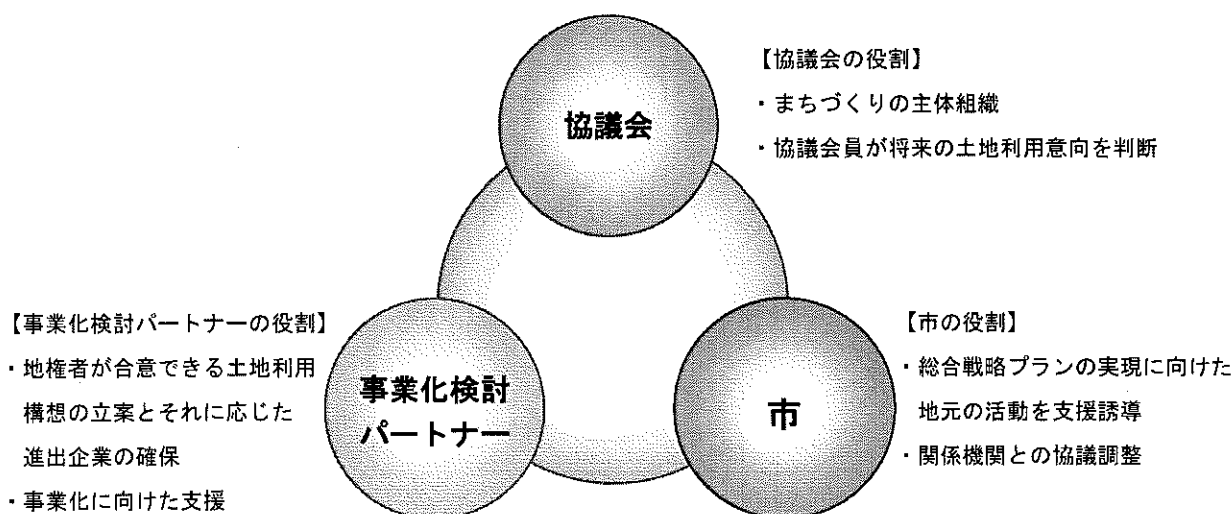 協議会
【協議会の役割】
・まちづくりの主体組織
・協議会員が将来の土地利用意向を判断
【事業化検討パートナーの役割】
・地権者が合意できる土地利用
構想の立案とそれに応じた
進出企業の確保
・事業化に向けた支援
事業化検討
パートナー
市
【市の役割】
・総合戦略プランの実現に向けた
地元の活動を支援誘導
・関係機関との協議調整